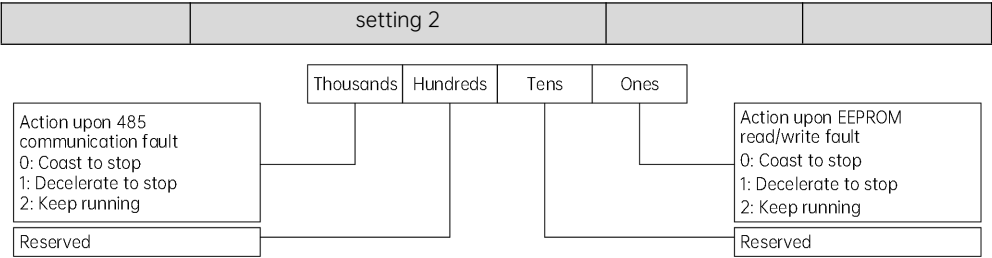 setting 2
Thousands Hundreds Tens Ones
Action upon 485
communication fault
0: Coast to stop
1: Decelerate to stop
2: Keep running
Reserved
Action upon EEPROM
read/write fault
0: Coast to stop
1: Decelerate to stop
2: Keep running
Reserved